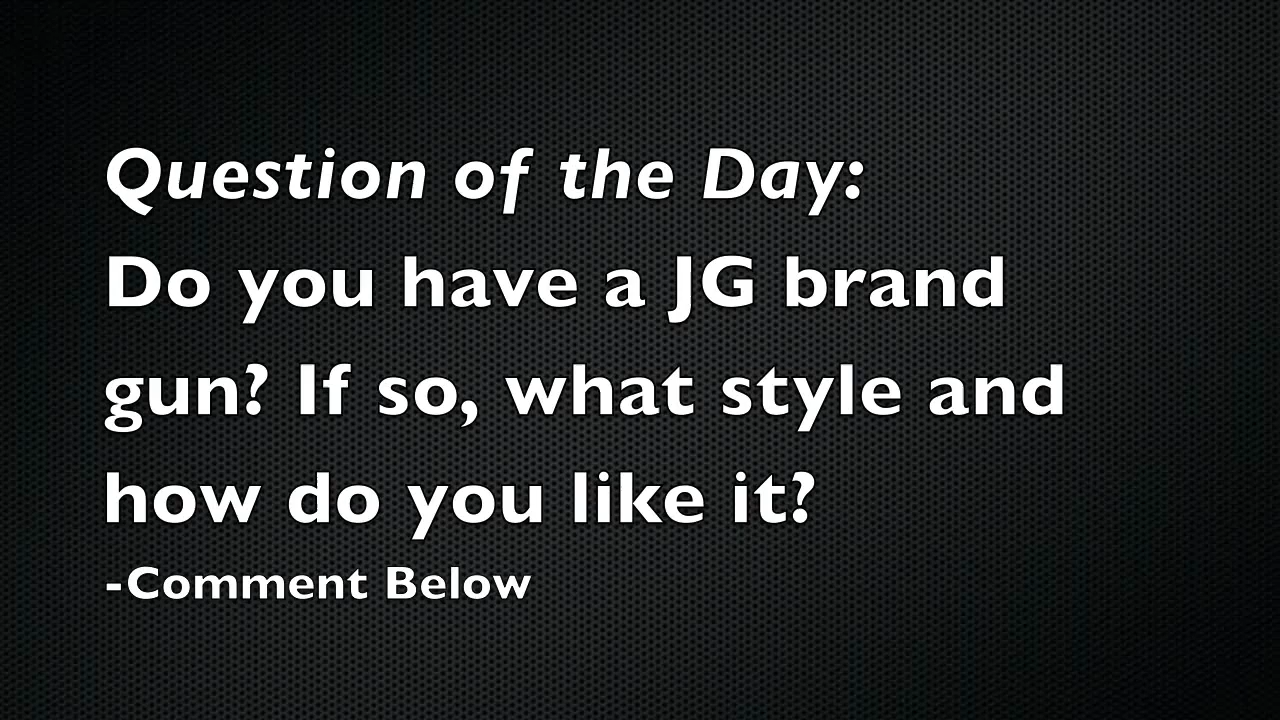 Question of the Day:
Do you have a JG brand
gun? If so, what style and
how do you like it?
-Comment Below